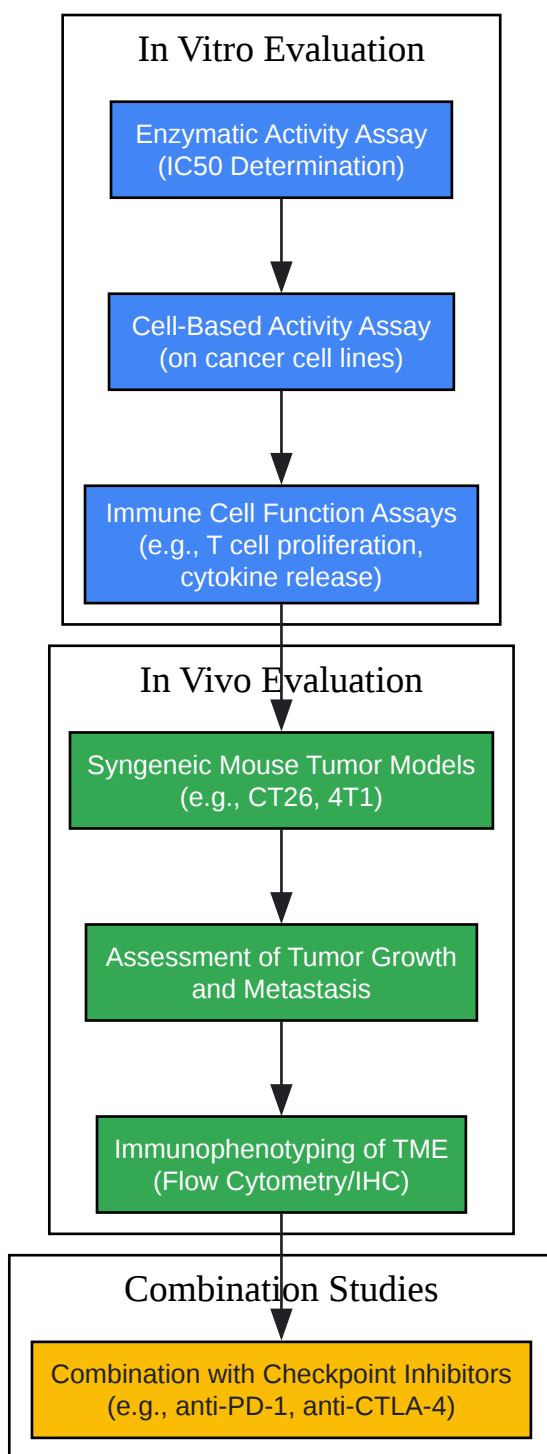 In Vitro Evaluation
Enzymatic Activity Assay
(IC50 Determination)
Cell-Based Activity Assay
(on cancer cell lines)
Immune Cell Function Assays
(e.g., T cell proliferation,
cytokine release)
In Vivo Evaluation
Syngeneic Mouse Tumor Models
(e.g., CT26, 4T1)
Assessment of Tumor Growth
and Metastasis
Immunophenotyping of TME
(Flow Cytometry/IHC)
Combination Studies
Combination with Checkpoint Inhibitors
(e.g., anti-PD-1, anti-CTLA-4)